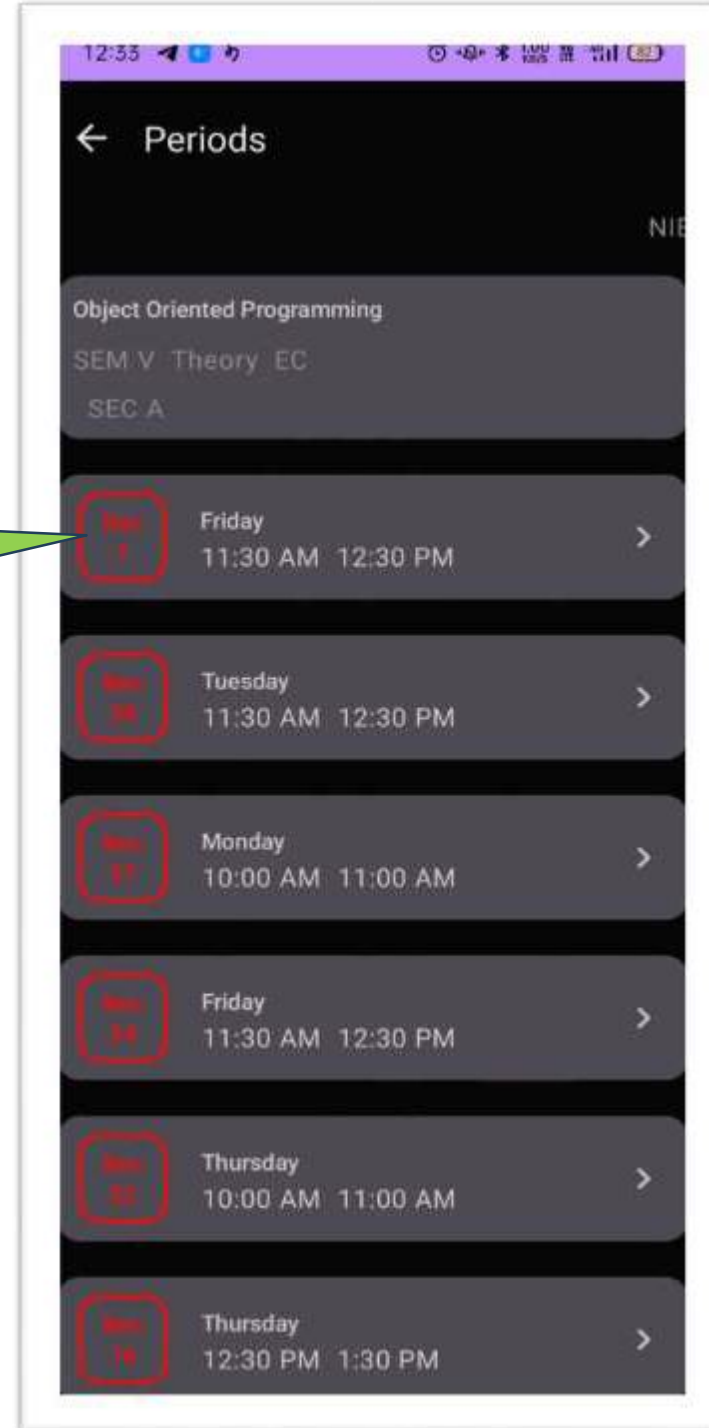 12:33
Periods
NIE
Object Oriented Programming
SEM V Theory EC
SEC A
Friday
11:30 AM 12:30 PM
Tuesday
11:30 AM 12:30 PM
Monday
10:00 AM 11:00 AM
Friday
11:30 AM 12:30 PM
Thursday
10:00 AM 11:00 AM
Thursday
12:30 PM 1:30 PM